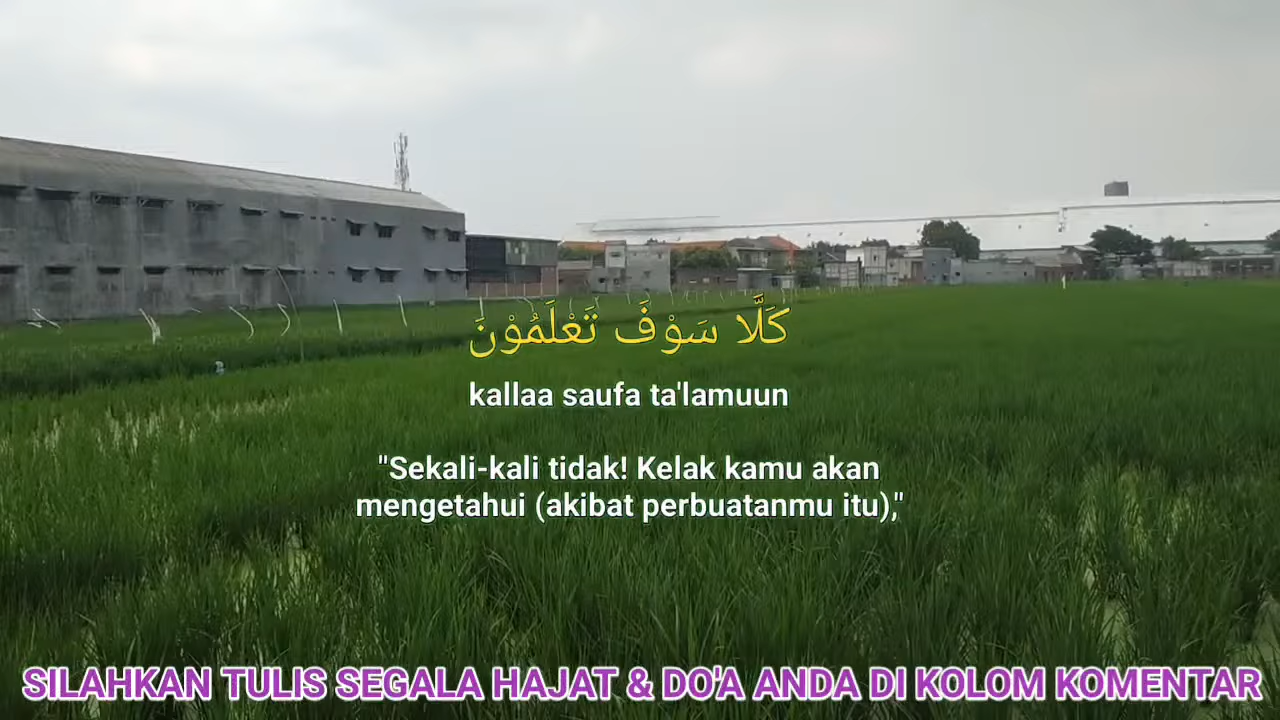 كَلَّا سَوْفَ تَعْلَمُوْنَ
kallaa saufa ta'lamuun
"Sekali-kali tidak! Kelak kamu akan
mengetahui (akibat perbuatanmu itu),"
SILAHKAN TULIS SEGALA HAJAT & DO'A ANDA DI KOLOM KOMENTAR